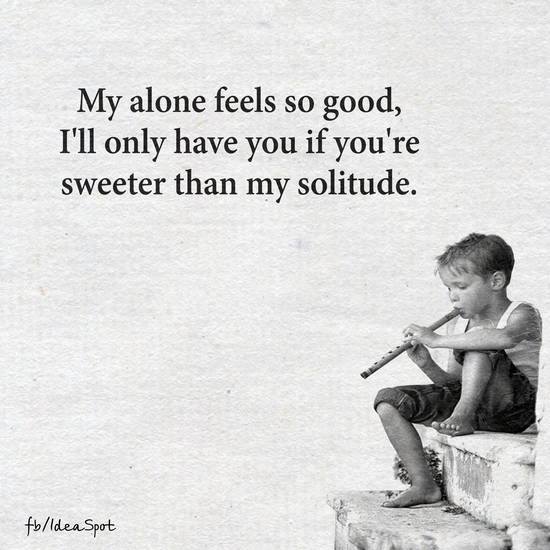 My alone feels so good,
I'll only have you if you're
sweeter than my solitude.
fb/IdeaSpot